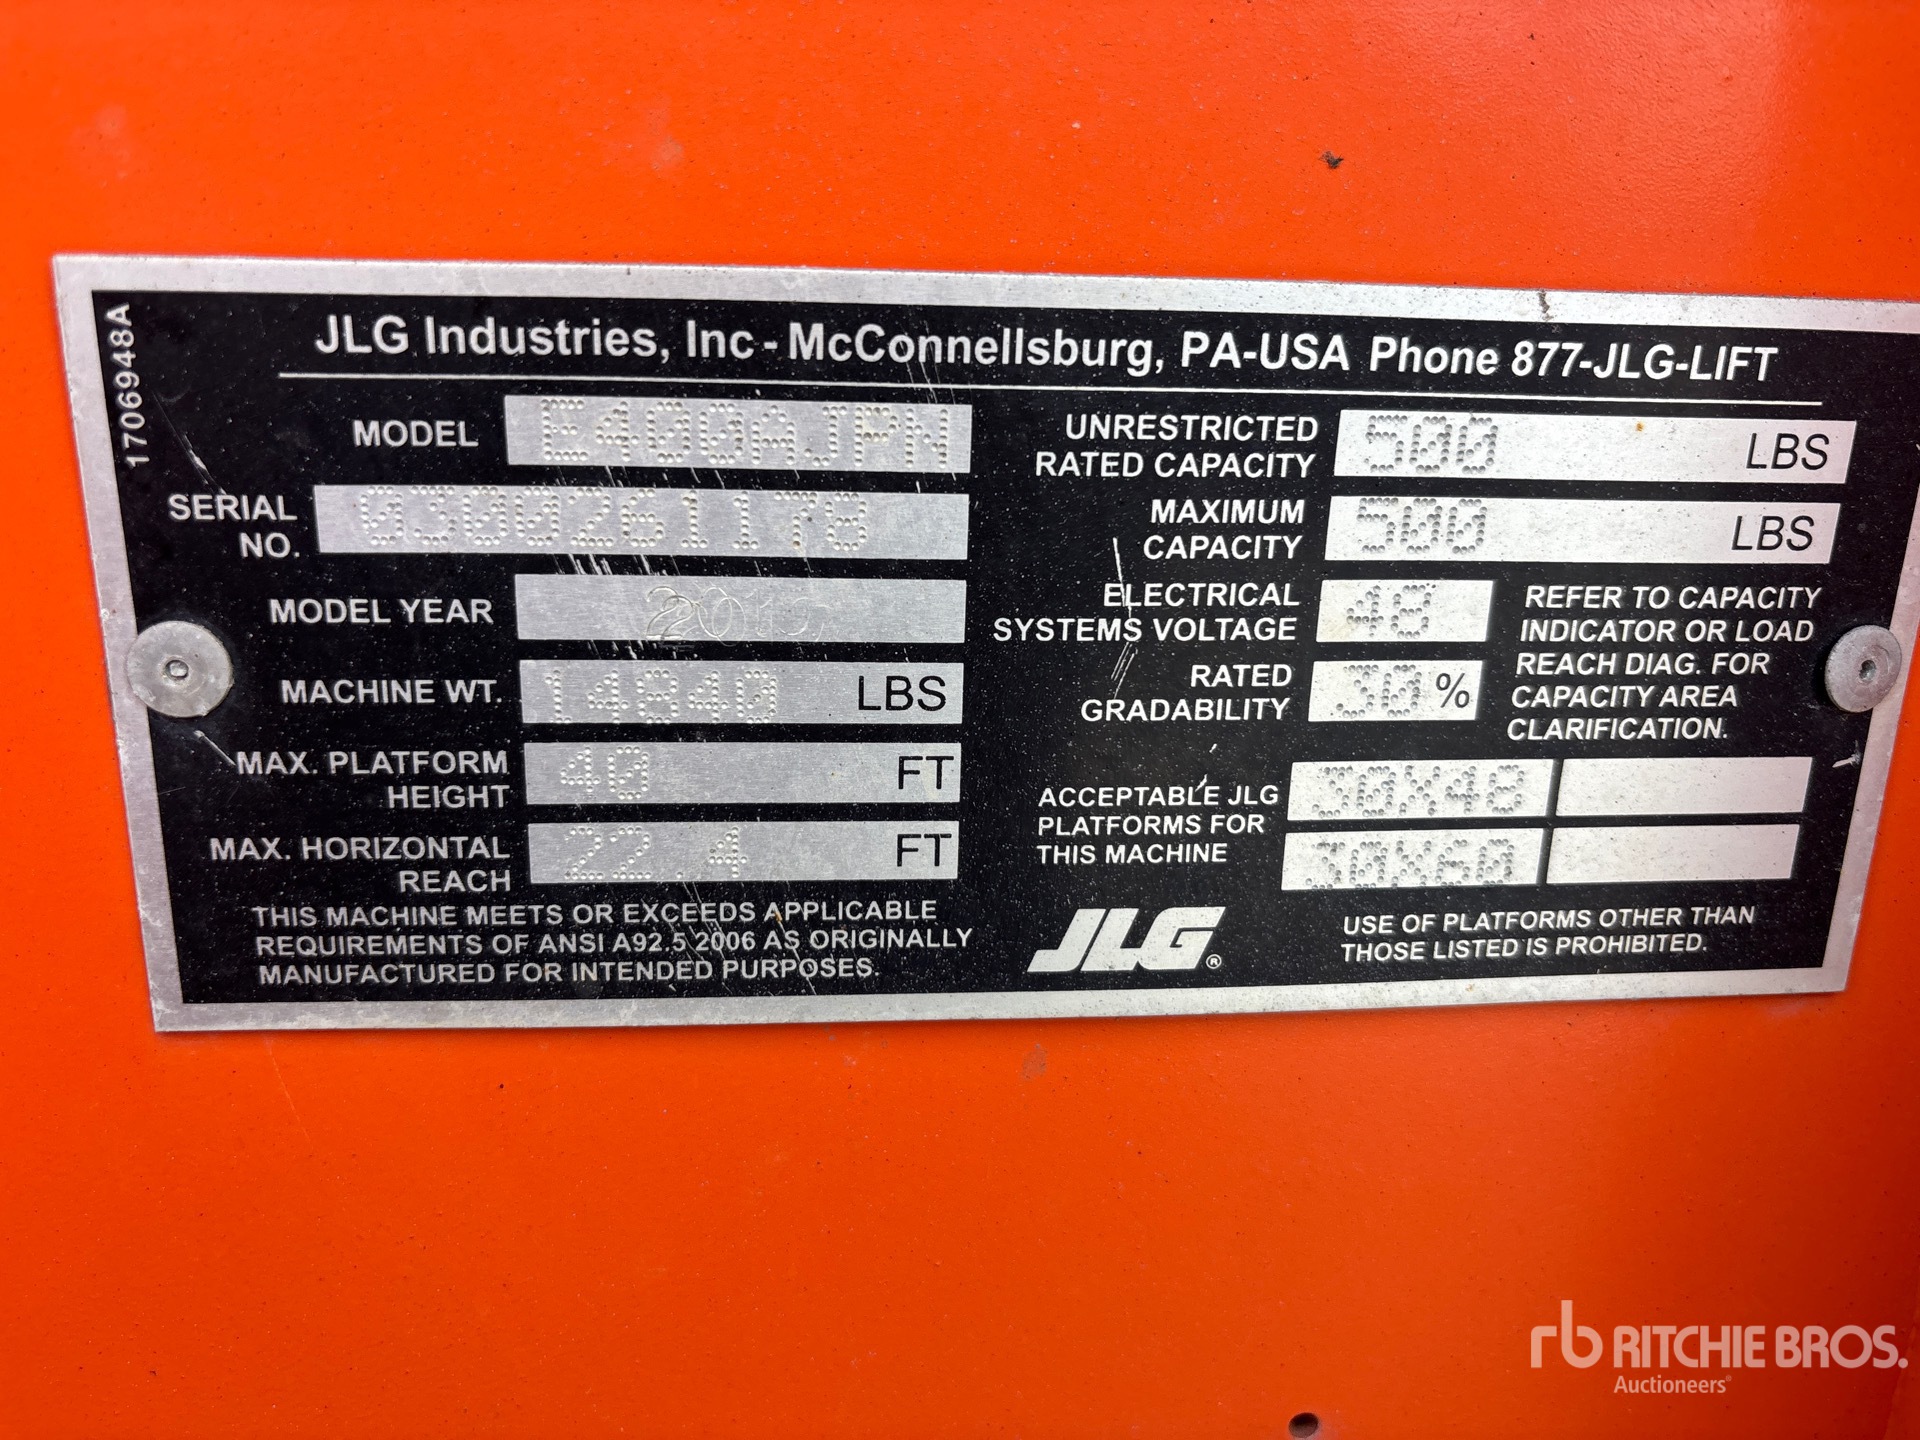 1706948A
JLG Industries, Inc - McConnellsburg, PA-USA Phone 877-JLG-LIFT
MODEL E400AJPN
SERIAL NO. 0300261178
MODEL YEAR
MACHINE WT. 14840 LBS
MAX. PLATFORM HEIGHT 40 FT
MAX. HORIZONTAL REACH 22.4 FT
THIS MACHINE MEETS OR EXCEEDS APPLICABLE
REQUIREMENTS OF ANSI A92.5 2006 AS ORIGINALLY
MANUFACTURED FOR INTENDED PURPOSES.
UNRESTRICTED RATED CAPACITY 500 LBS
MAXIMUM CAPACITY 500 LBS
ELECTRICAL SYSTEMS VOLTAGE 48
RATED GRADABILITY 30 %
REFER TO CAPACITY
INDICATOR OR LOAD
REACH DIAG. FOR
CAPACITY AREA
CLARIFICATION.
ACCEPTABLE JLG
PLATFORMS FOR
THIS MACHINE
30X48
30X60
JLG®
USE OF PLATFORMS OTHER THAN
THOSE LISTED IS PROHIBITED.
rb RITCHIE BROS.
Auctioneers